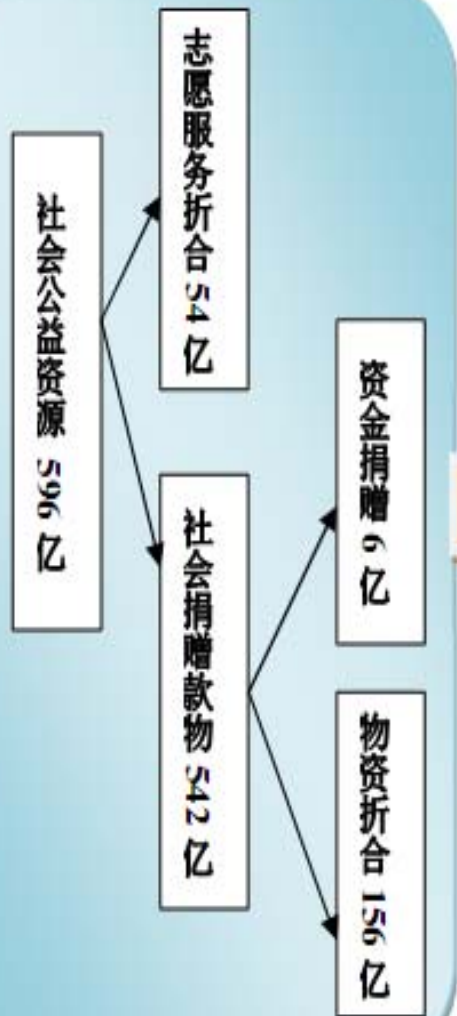 社会公益资源 596 亿
志愿服务折合 54 亿
社会捐赠款物 542 亿
资金捐赠 6 亿
物资折合 156 亿